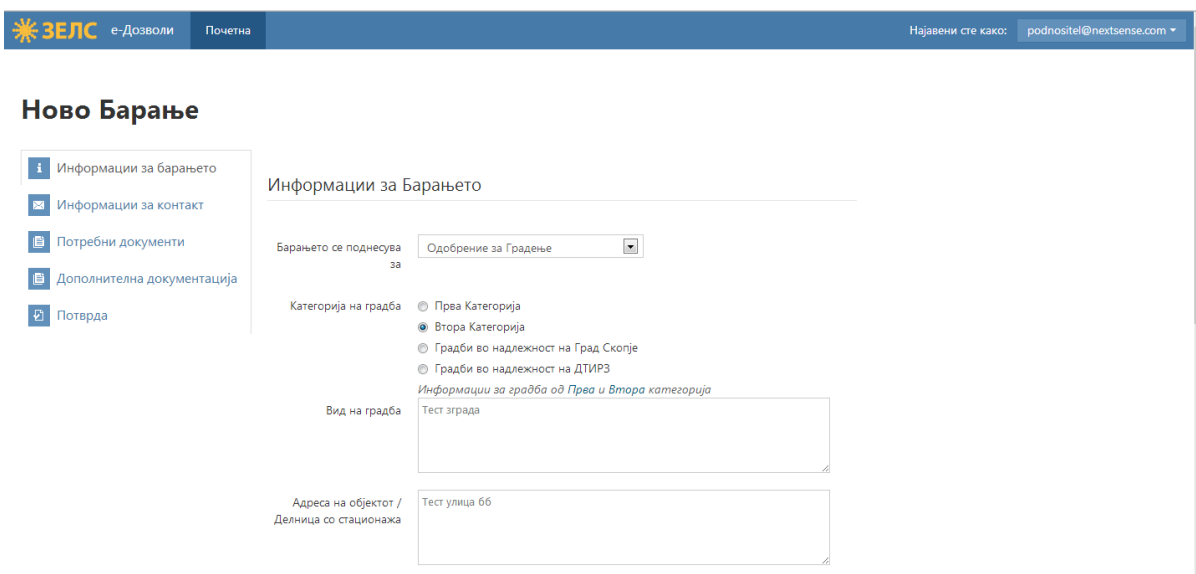 ЗЕЛС е-Дозволи Почетна Најавени сте како: podnositel@nextsense.com
Ново Барање
Информации за барањето
Информации за контакт
Потребни документи
Дополнителна документација
Потврда
Информации за Барањето
Барањето се поднесува
за
Одобрение за Градење
Категорија на градба
Прва Категорија
Втора Категорија
Градби во надлежност на Град Скопје
Градби во надлежност на ДТИРЗ
Информации за градба од Прва и Втора категорија
Вид на градба
Тест зграда
Адреса на објектот /
Делница со стационажа
Тест улица бб